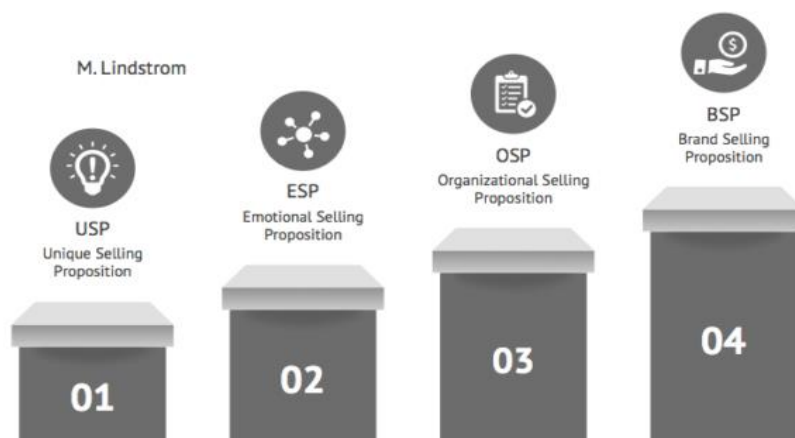 M. Lindstrom
USP
Unique Selling
Proposition
01
ESP
Emotional Selling
Proposition
02
OSP
Organizational Selling
Proposition
03
$
BSP
Brand Selling
Proposition
04